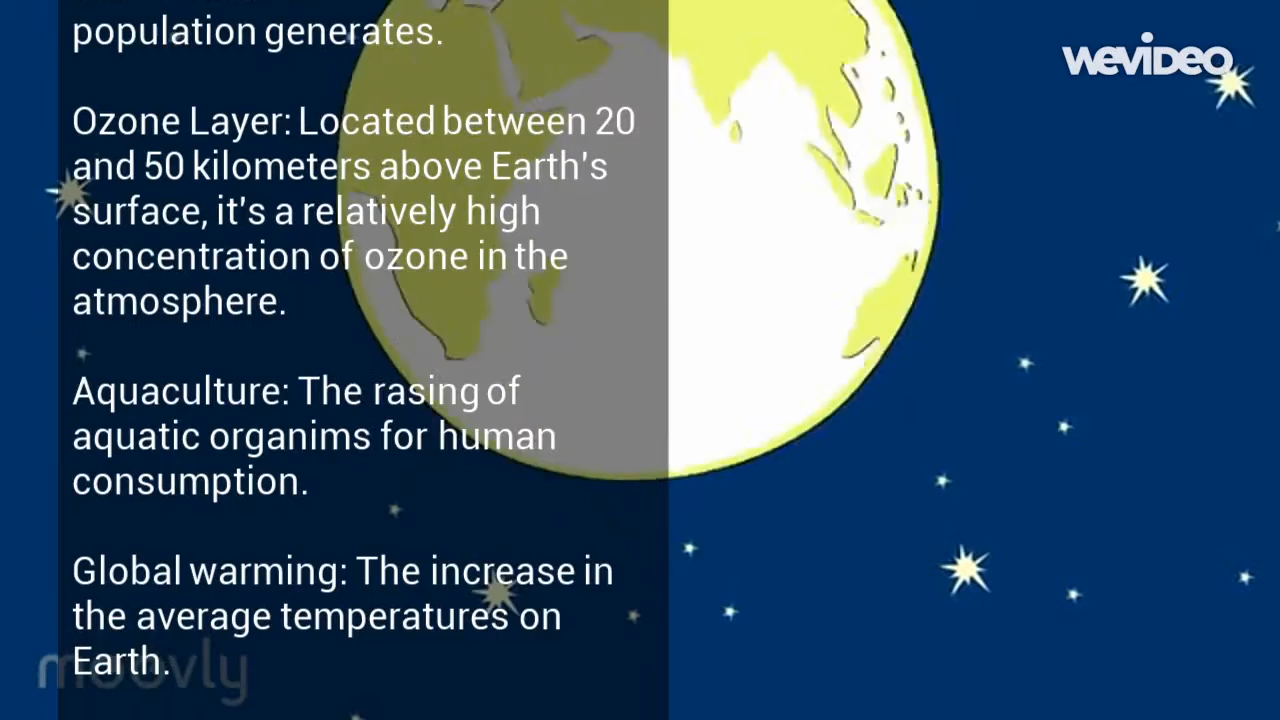 population generates.
WEVIDEO
Ozone Layer: Located between 20
and 50 kilometers above Earth's
surface, it's a relatively high
concentration of ozone in the
atmosphere.
Aquaculture: The rasing of
aquatic organims for human
consumption.
Global warming: The increase in
the average temperatures on
Earth.
moovly